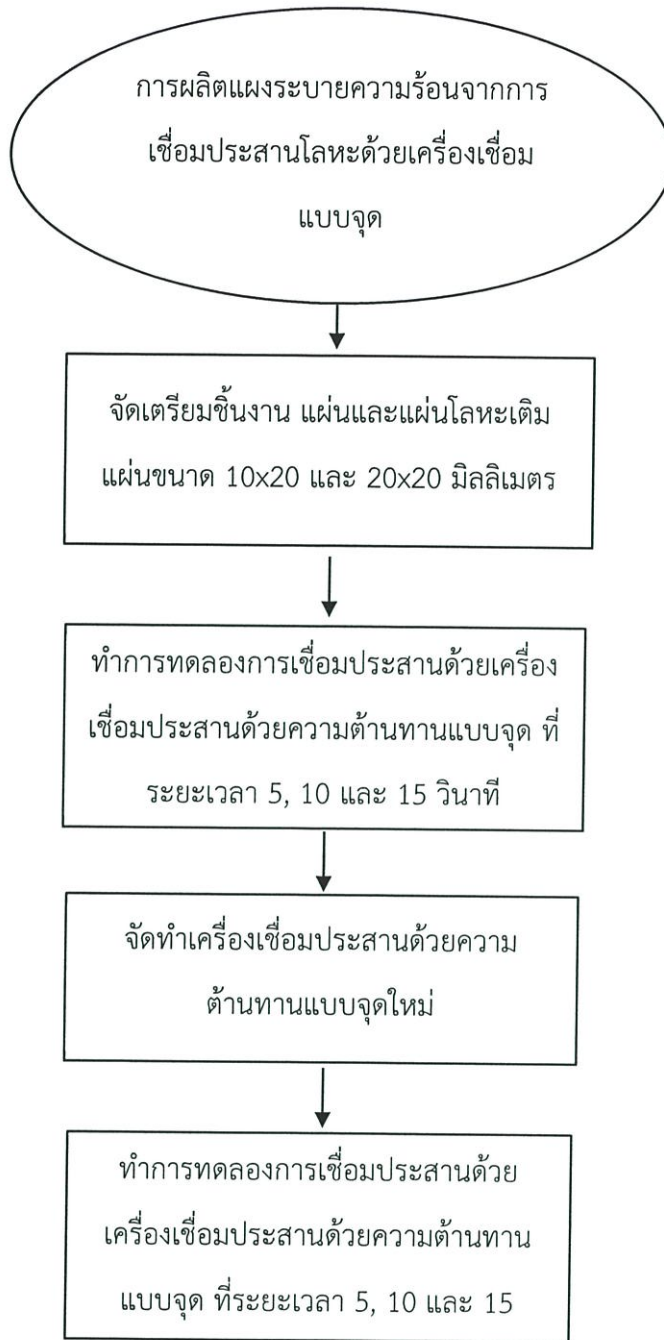 การผลิตแผงระบายความร้อนจากการ
เชื่อมประสานโลหะด้วยเครื่องเชื่อม
แบบจุด
จัดเตรียมชิ้นงาน แผ่นและแผ่นโลหะเติม
แผ่นขนาด 10x20 และ 20x20 มิลลิเมตร
ทำการทดลองการเชื่อมประสานด้วยเครื่อง
เชื่อมประสานด้วยความต้านทานแบบจุด ที่
ระยะเวลา 5, 10 และ 15 วินาที
จัดทำเครื่องเชื่อมประสานด้วยความ
ต้านทานแบบจุดใหม่
ทำการทดลองการเชื่อมประสานด้วย
เครื่องเชื่อมประสานด้วยความต้านทาน
แบบจุด ที่ระยะเวลา 5, 10 และ 15